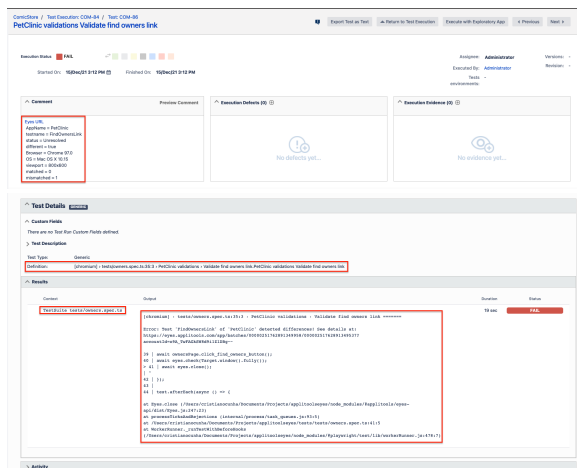 ComicStore / Test Execution: COM-84 / Test: COM-86
PetClinic validations Validate find owners link
Export Test as Text
Return to Test Execution
Execute with Exploratory App
Previous
Next
Execution Status FAIL
Started On: 15/Dec/21 3:12 PM
Finished On: 15/Dec/21 3:12 PM
Assignee: Administrator
Executed By: Administrator
Tests environments: -
Versions: -
Revision: -
Comment
Preview Comment
Eyes URL
AppName = PetClinic
testname = FindOwnersLink
status = Unresolved
different = true
Browser = Chrome 97.0
OS = Mac OS X 10.15
viewport = 800x600
matched = 0
mismatched = 1
Execution Defects (0)
No defects yet...
Execution Evidence (0)
No evidence yet...
Test Details
Custom Fields
There are no Test Run Custom Fields defined.
Test Description
Test Type: Generic
Definition: [chromium] › tests/owners.spec.ts:35:3 › PetClinic validations › Validate find owners link.PetClinic validations Validate find owners link
Results
Context
Output
Duration
Status
TestSuite tests/owners.spec.ts
[chromium] › tests/owners.spec.ts:35:3 › PetClinic validations › Validate find owners link =======
Error: Test 'FindOwnersLink' of 'PetClinic' detected differences! See details at:
39 | await ownersPage.click_find_owners_button();
40 | await eyes.check(Target.window().fully());
> 41 | await eyes.close();
| ^
42 | });
43 |
44 | test.afterEach(async () => {
at Eyes.close (/Users/cristianocunha/Documents/Projects/applitoolseyes/node_modules/@applitools/eyes-
api/dist/Eyes.js:247:23)
at processTicksAndRejections (internal/process/task_queues.js:93:5)
at /Users/cristianocunha/Documents/Projects/applitoolseyes/tests/tests/owners.spec.ts:41:5
at WorkerRunner._runTestWithBeforeHooks
(/Users/cristianocunha/Documents/Projects/applitoolseyes/node_modules/@playwright/test/lib/workerRunner.js:478:7)
19 sec
FAIL
Activity